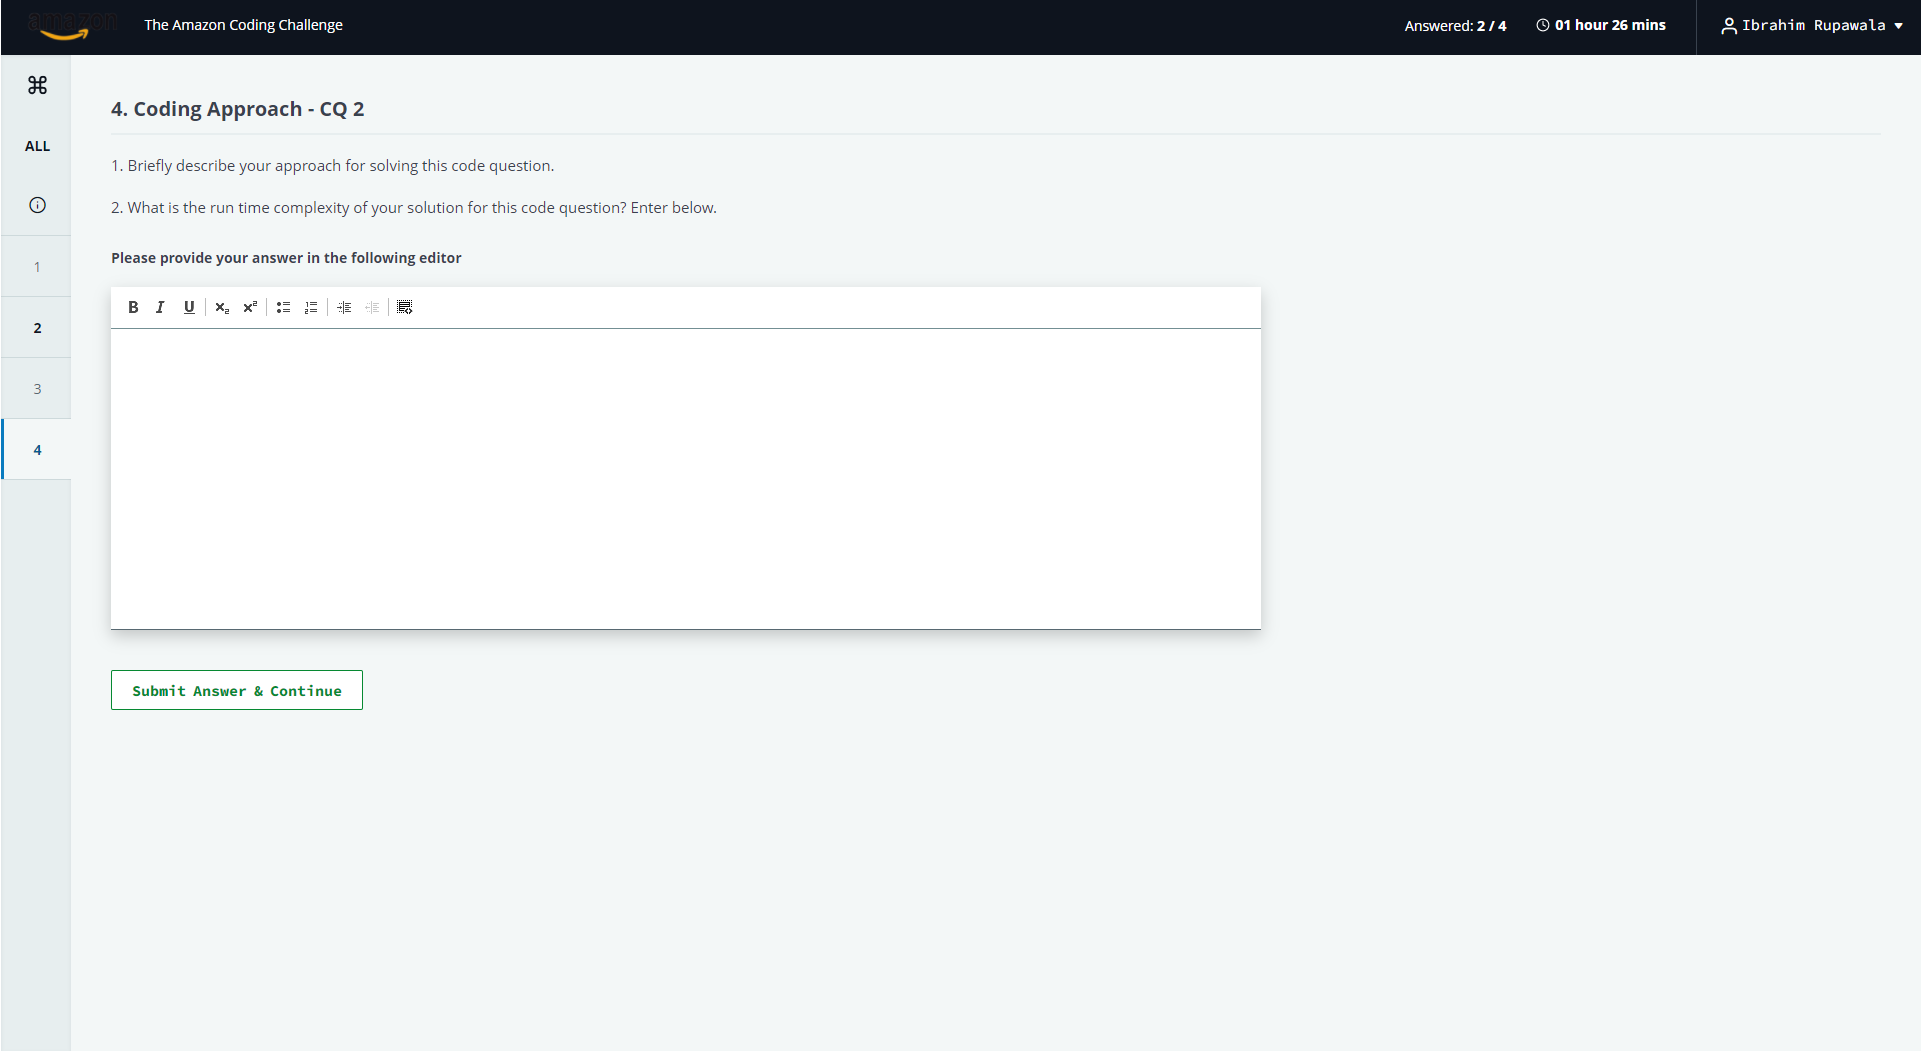 amazon
The Amazon Coding Challenge
Answered: 2 / 4
01 hour 26 mins
Ibrahim Rupawala
ALL
1
2
3
4
4. Coding Approach - CQ 2
1. Briefly describe your approach for solving this code question.
2. What is the run time complexity of your solution for this code question? Enter below.
Please provide your answer in the following editor
B I U x₂ x²
Submit Answer & Continue